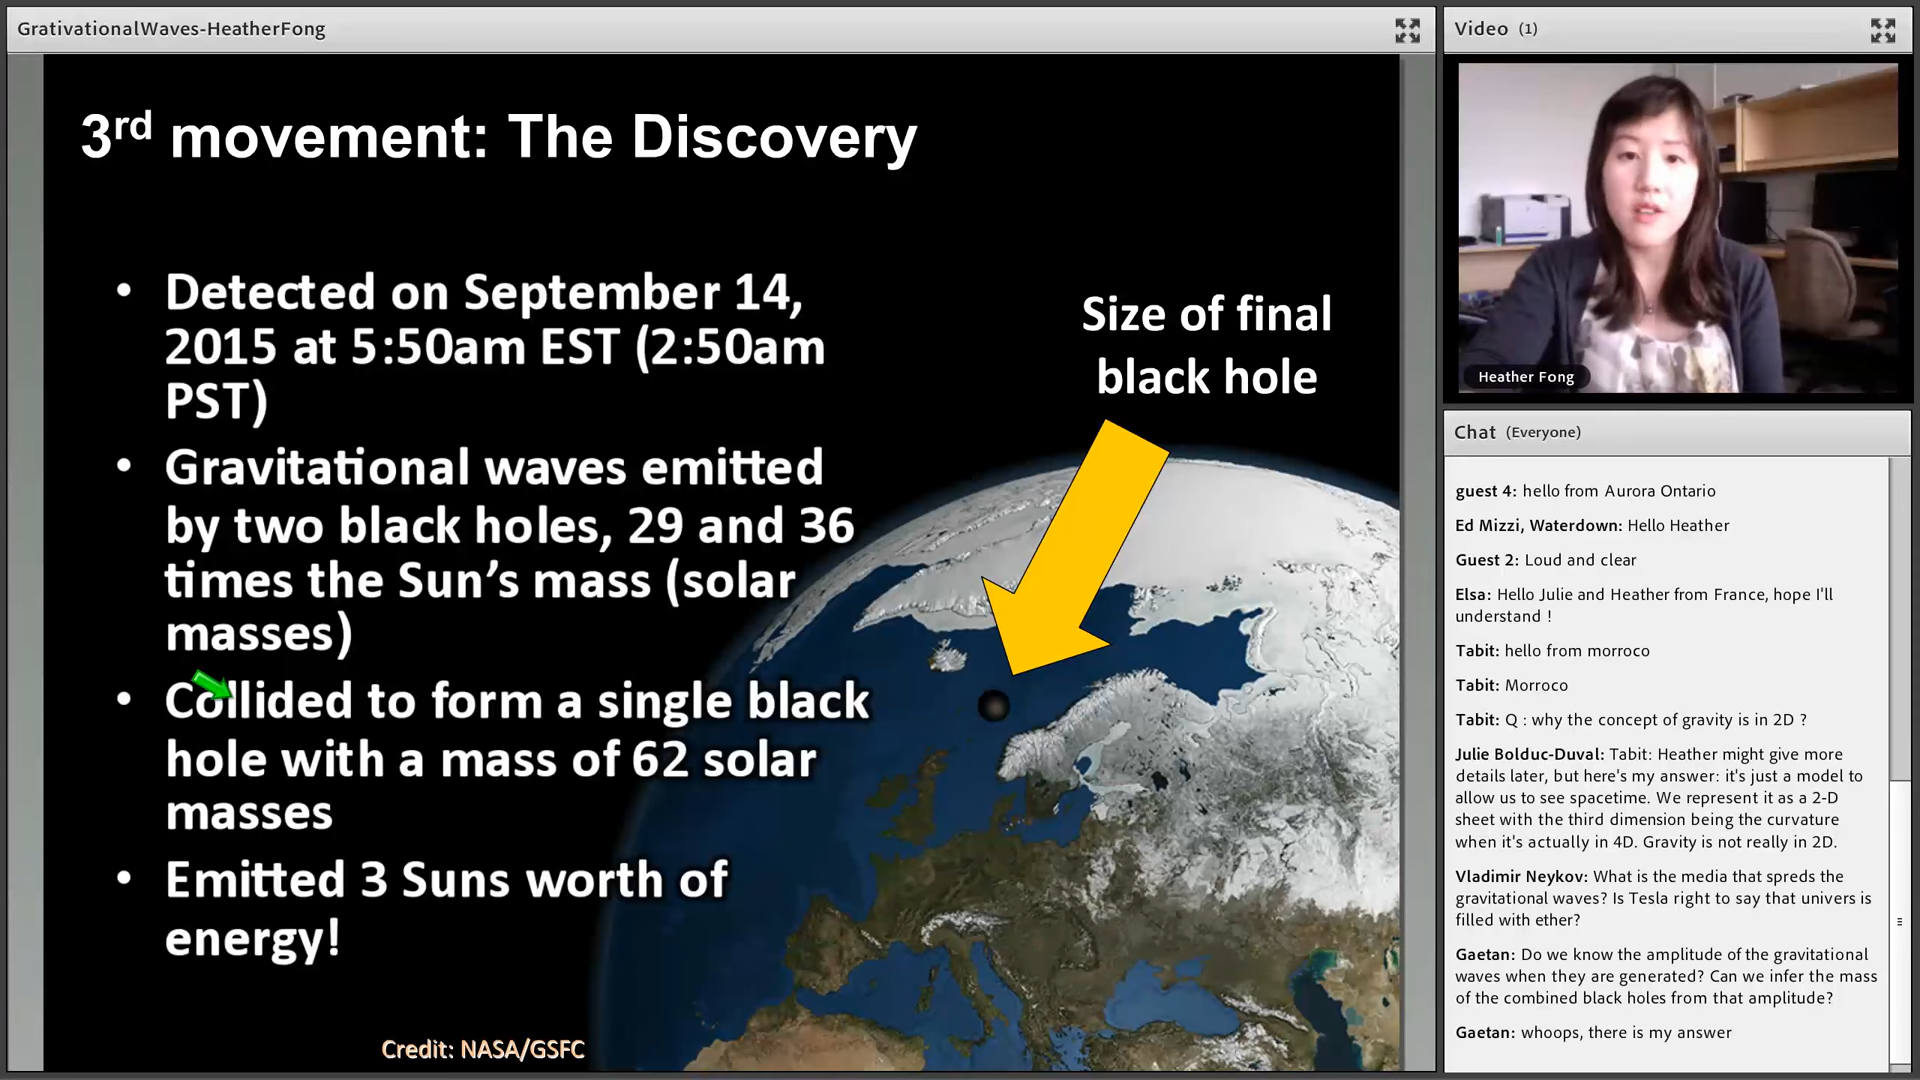 GrativationalWaves-HeatherFong
3rd movement: The Discovery
• Detected on September 14,
2015 at 5:50am EST (2:50am
PST)
• Gravitational waves emitted
by two black holes, 29 and 36
times the Sun’s mass (solar
masses)
• Collided to form a single black
hole with a mass of 62 solar
masses
• Emitted 3 Suns worth of
energy!
Size of final
black hole
Credit: NASA/GSFC
Video (1)
Heather Fong
Chat (Everyone)
guest 4: hello from Aurora Ontario
Ed Mizzi, Waterdown: Hello Heather
Guest 2: Loud and clear
Elsa: Hello Julie and Heather from France, hope I'll
understand !
Tabit: hello from morroco
Tabit: Morroco
Tabit: Q : why the concept of gravity is in 2D ?
Julie Bolduc-Duval: Tabit: Heather might give more
details later, but here's my answer: it's just a model to
allow us to see spacetime. We represent it as a 2-D
sheet with the third dimension being the curvature
when it's actually in 4D. Gravity is not really in 2D.
Vladimir Neykov: What is the media that spreds the
gravitational waves? Is Tesla right to say that univers is
filled with ether?
Gaetan: Do we know the amplitude of the gravitational
waves when they are generated? Can we infer the mass
of the combined black holes from that amplitude?
Gaetan: whoops, there is my answer